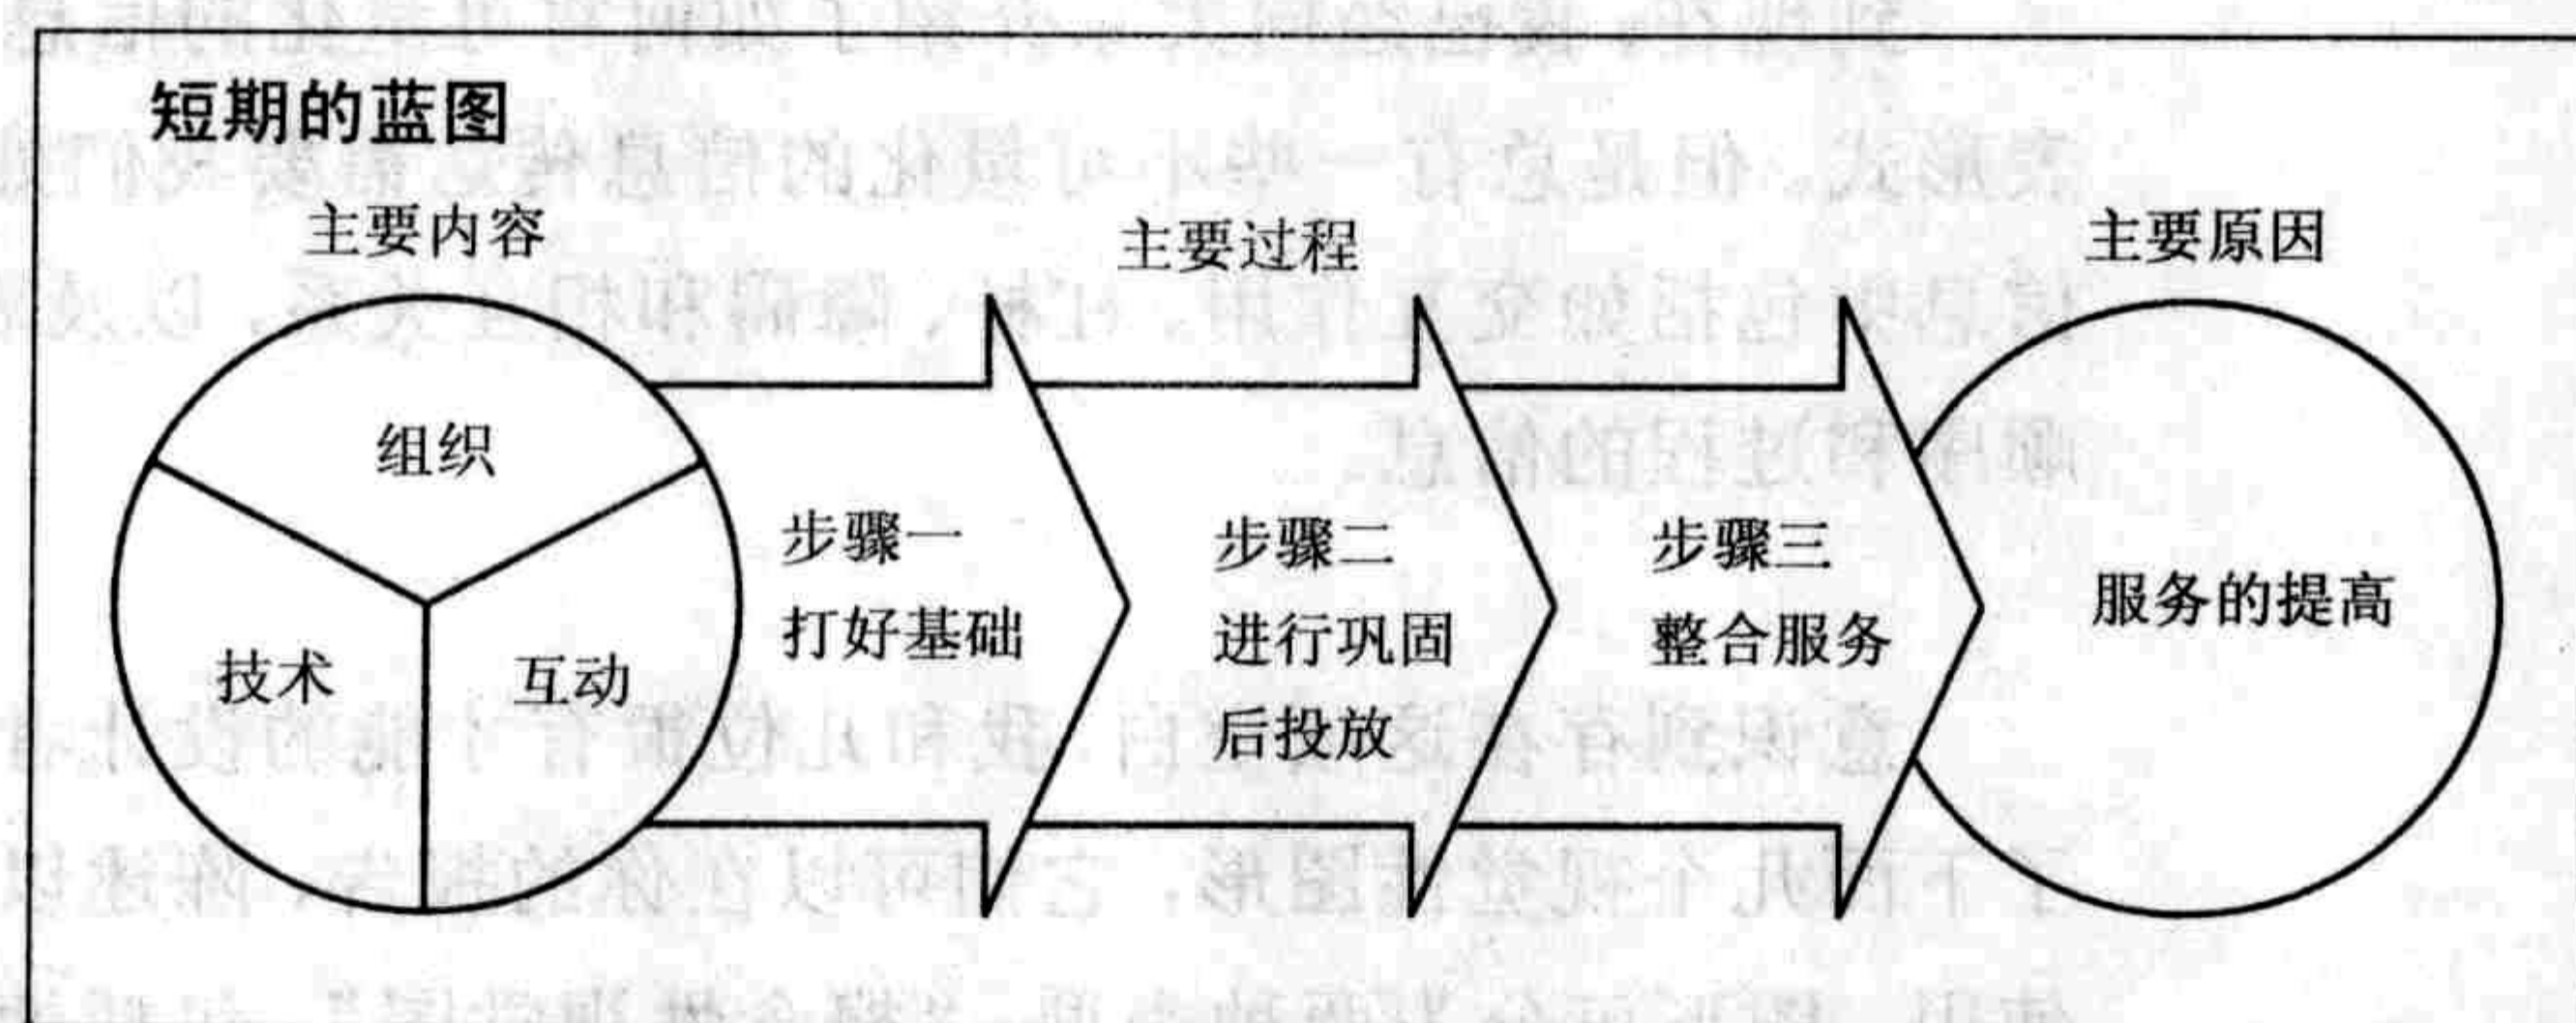 短期的蓝图
主要内容
主要过程
主要原因
组织
技术
互动
步骤一
打好基础
步骤二
进行巩固
后投放
步骤三
整合服务
服务的提高